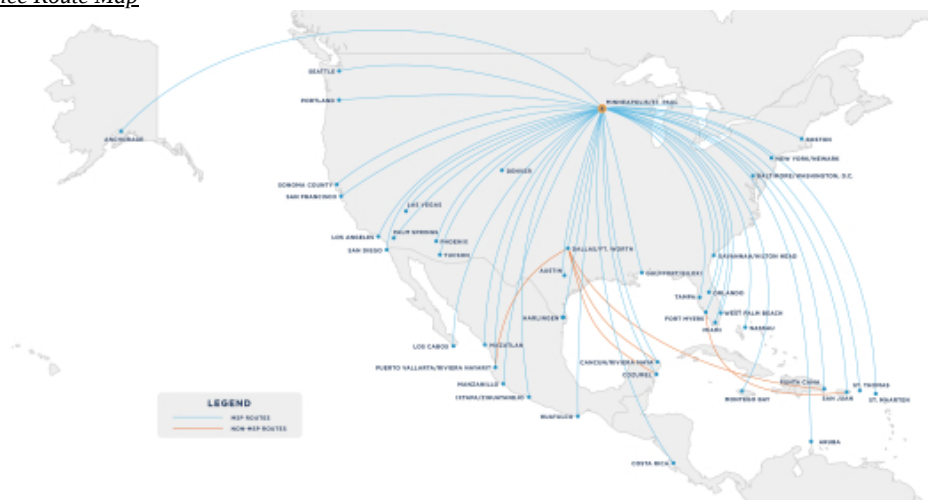 Route Map
SEATTLE
PORTLAND
MINNEAPOLIS/ST. PAUL
ANCHORAGE
BOSTON
NEW YORK/NEWARK
BALTIMORE/WASHINGTON, D.C.
DENVER
SONOMA COUNTY
SAN FRANCISCO
LAS VEGAS
LOS ANGELES
PALM SPRINGS
SAN DIEGO
PHOENIX
TUCSON
DALLAS/FT. WORTH
SAVANNAH/HILTON HEAD
AUSTIN
GULFPORT/BILOXI
TAMPA
ORLANDO
HARLINGEN
FORT MYERS
WEST PALM BEACH
MIAMI
NASSAU
LOS CABOS
MAZATLAN
PUERTO VALLARTA/RIVIERA NAYARIT
CANCUN/RIVIERA MAYA
COZUMEL
MANZANILLO
IXTAPA/ZIHUATANEJO
PUNTA CANA
ST. THOMAS
MONTEGO BAY
SAN JUAN
ST. MAARTEN
HUATULCO
ARUBA
COSTA RICA
LEGEND
MSP ROUTES
NON-MSP ROUTES